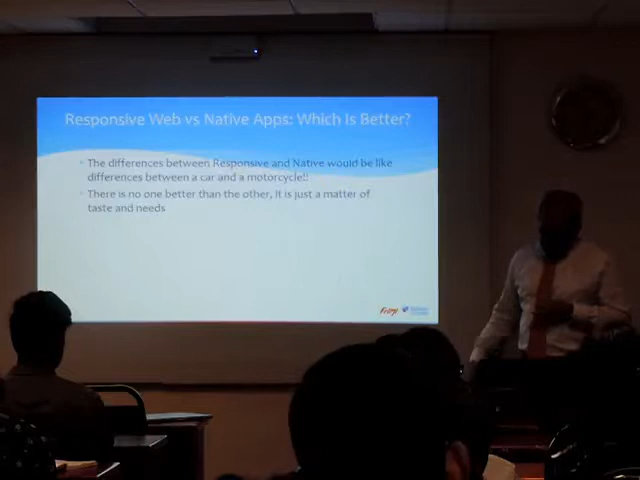 Responsive Web vs Native Apps: Which Is Better?
The differences between Responsive and Native would be like
differences between a car and a motorcycle!:
There is no one better than the other, it is just a matter of
taste and needs